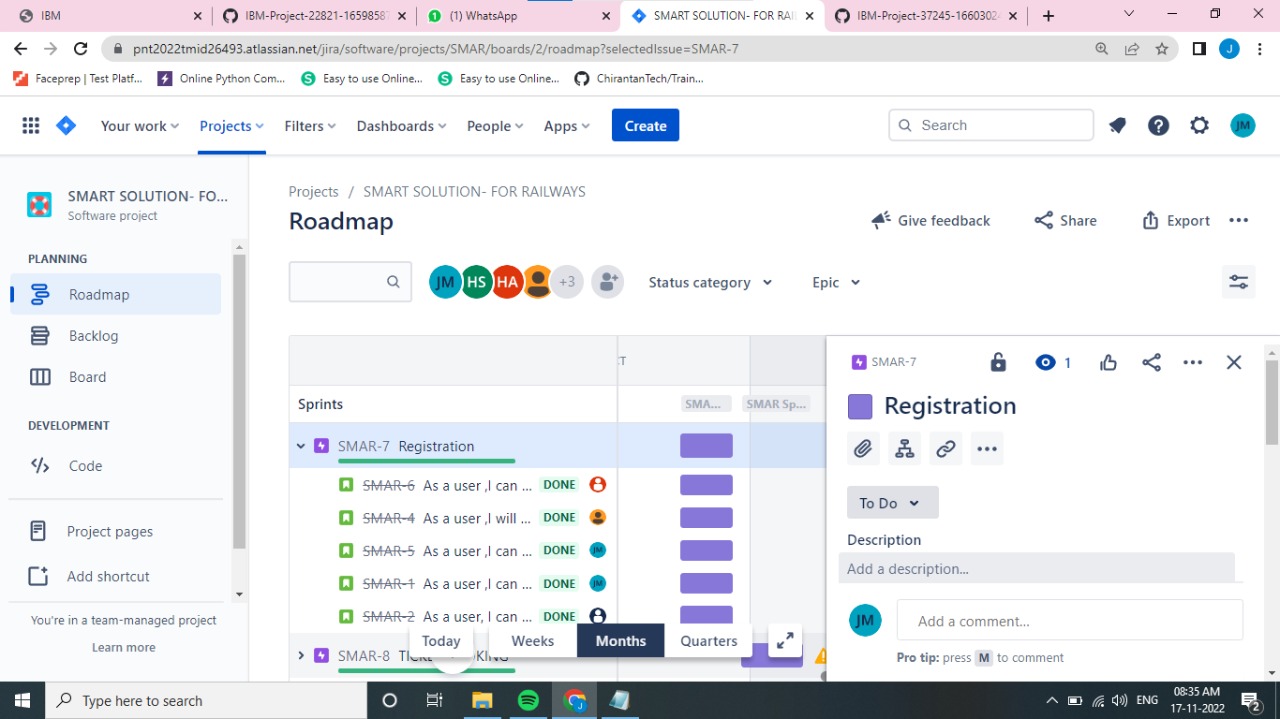 IBM
IBM-Project-22821-16598587
(1) WhatsApp
SMART SOLUTION- FOR RAI
IBM-Project-37245-16603024
pnt2022tmid26493.atlassian.net/jira/software/projects/SMAR/boards/2/roadmap?selectedIssue=SMAR-7
J
Faceprep | Test Platf...
Online Python Com...
Easy to use Online...
Easy to use Online...
ChirantanTech/Train...
Your work
Projects
Filters
Dashboards
People
Apps
Create
Search
JM
SMART SOLUTION- FO...
Software project
PLANNING
Roadmap
Backlog
Board
DEVELOPMENT
Code
Project pages
Add shortcut
You're in a team-managed project
Learn more
Projects / SMART SOLUTION- FOR RAILWAYS
Roadmap
Give feedback
Share
Export
JM
HS
HA
+3
Status category
Epic
Sprints
SMA...
SMAR Sp...
SMAR-7 Registration
SMAR-6 As a user ,I can ... DONE
SMAR-4 As a user ,I will ... DONE
SMAR-5 As a user ,I can ... DONE JM
SMAR-1 As a user ,I can ... DONE JM
SMAR-2 As a user, I can ... DONE
SMAR-8
Today
Weeks
Months
Quarters
SMAR-7
1
Registration
To Do
Description
Add a description...
JM
Add a comment...
Pro tip: press M to comment
Type here to search
ENG
08:35 AM
17-11-2022
2